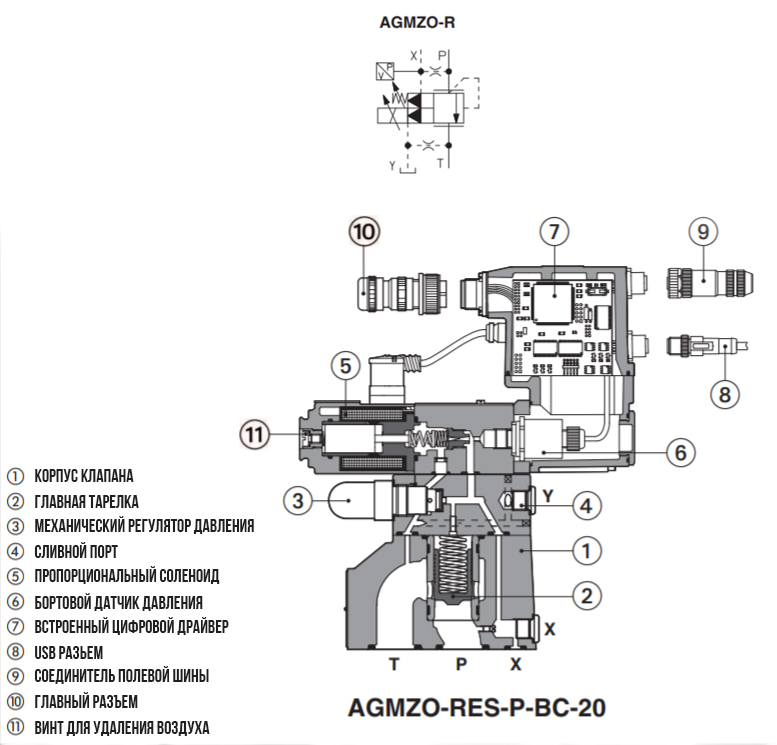 AGMZO-R
X P
P
V
Y T
10 7 9
5
8
11
6
3 4 Y
1
2
X
T P X
AGMZO-RES-P-BC-20
1 КОРПУС КЛАПАНА
2 ГЛАВНАЯ ТАРЕЛКА
3 МЕХАНИЧЕСКИЙ РЕГУЛЯТОР ДАВЛЕНИЯ
4 СЛИВНОЙ ПОРТ
5 ПРОПОРЦИОНАЛЬНЫЙ СОЛЕНОИД
6 БОРТОВОЙ ДАТЧИК ДАВЛЕНИЯ
7 ВСТРОЕННЫЙ ЦИФРОВОЙ ДРАЙВЕР
8 USB РАЗЬЕМ
9 СОЕДИНИТЕЛЬ ПОЛЕВОЙ ШИНЫ
10 ГЛАВНЫЙ РАЗЪЕМ
11 ВИНТ ДЛЯ УДАЛЕНИЯ ВОЗДУХА